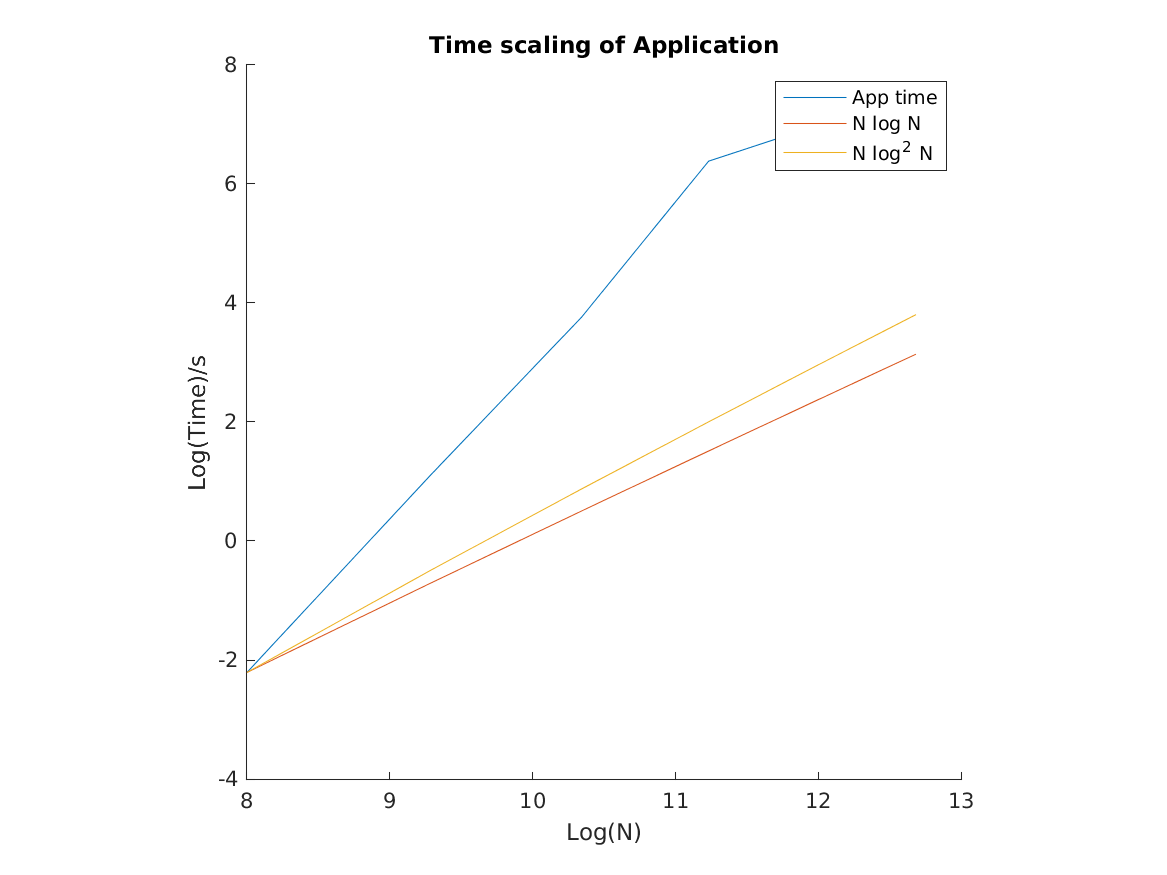 Time scaling of Application
8
App time
N log N
N log² N
6
4
Log(Time)/s
2
0
-2
-4
8 9 10 11 12 13
Log(N)